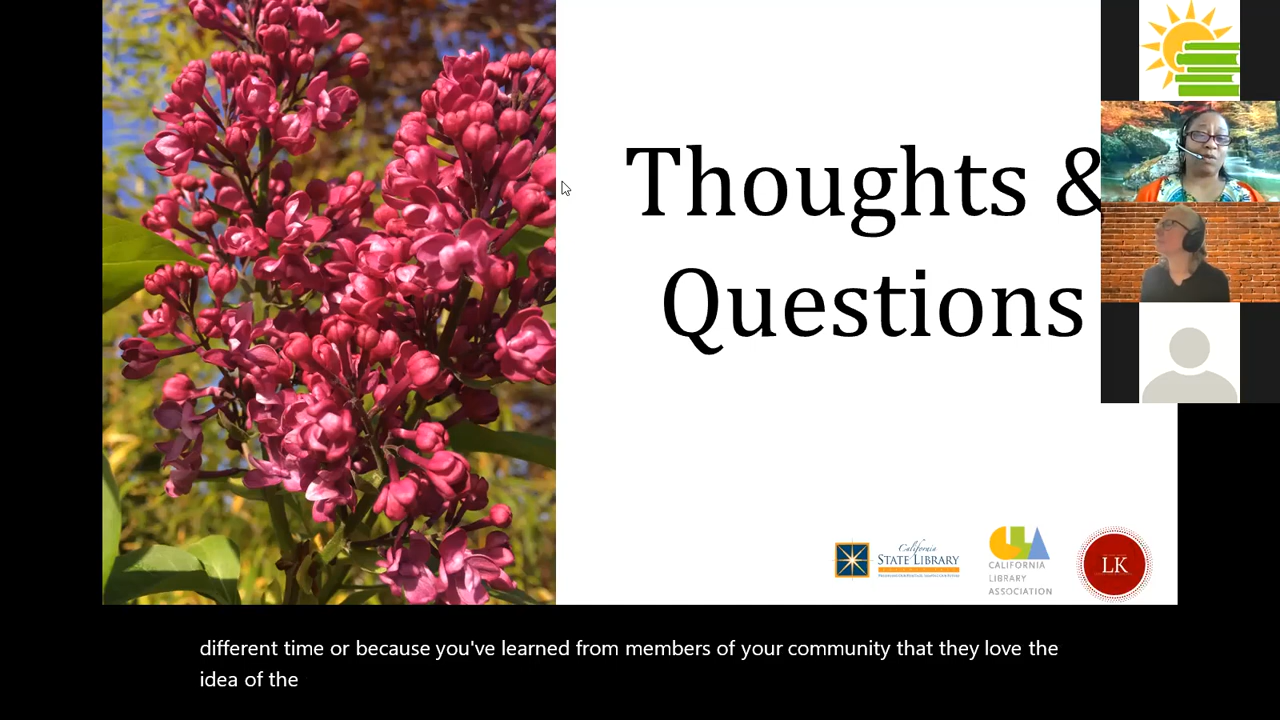 Thoughts &
Questions
California
STATE LIBRARY
CLA
CALIFORNIA
LIBRARY
ASSOCIATION
LK
different time or because you've learned from members of your community that they love the
idea of the